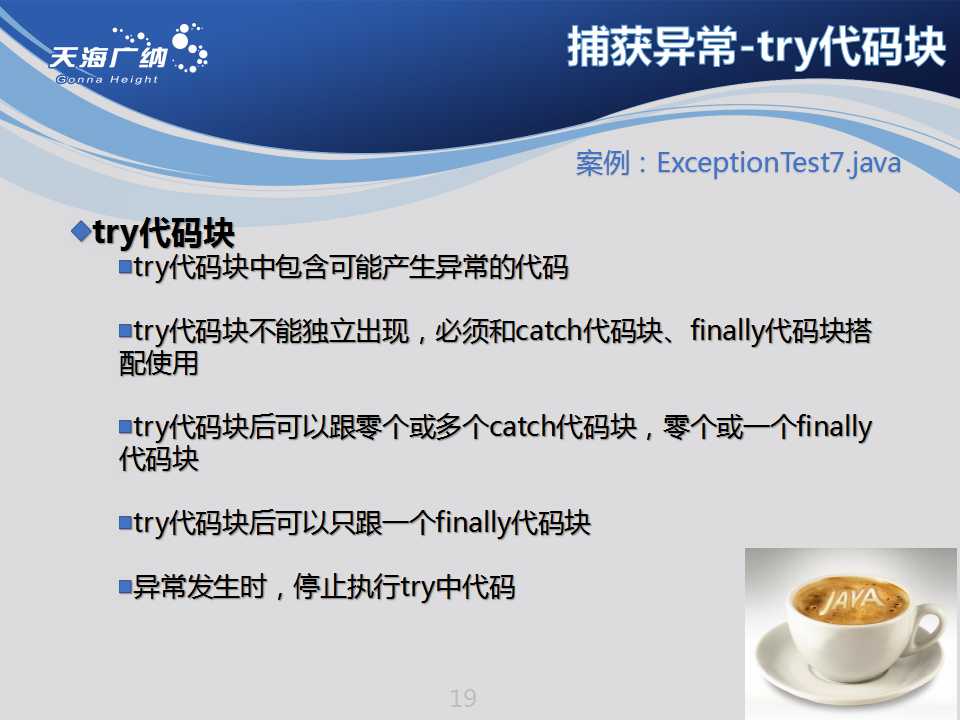 天海广纳
Gonna Height
捕获异常-try代码块
案例：ExceptionTest7.java
try代码块
try代码块中包含可能产生异常的代码
try代码块不能独立出现，必须和catch代码块、finally代码块搭
配使用
try代码块后可以跟零个或多个catch代码块，零个或一个finally
代码块
try代码块后可以只跟一个finally代码块
异常发生时，停止执行try中代码
JAVA
19